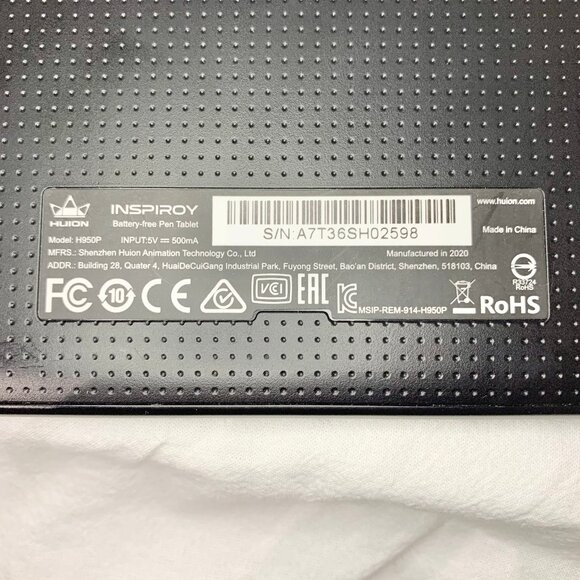 HUION
INSPIROY
Battery-free Pen Tablet
S/N:A7T36SH02598
www.huion.com
Made in China
Model: H950P INPUT:5V ⎓ 500mA
Manufactured in 2020
MFRS.: Shenzhen Huion Animation Technology Co., Ltd
ADDR.: Building 28, Quater 4, HuaiDeCuiGang Industrial Park, Fuyong Street, Bao'an District, Shenzhen, 518103, China
R33724
RoHS
FC 10 CE VCI EAC
MSIP-REM-914-H950P
RoHS